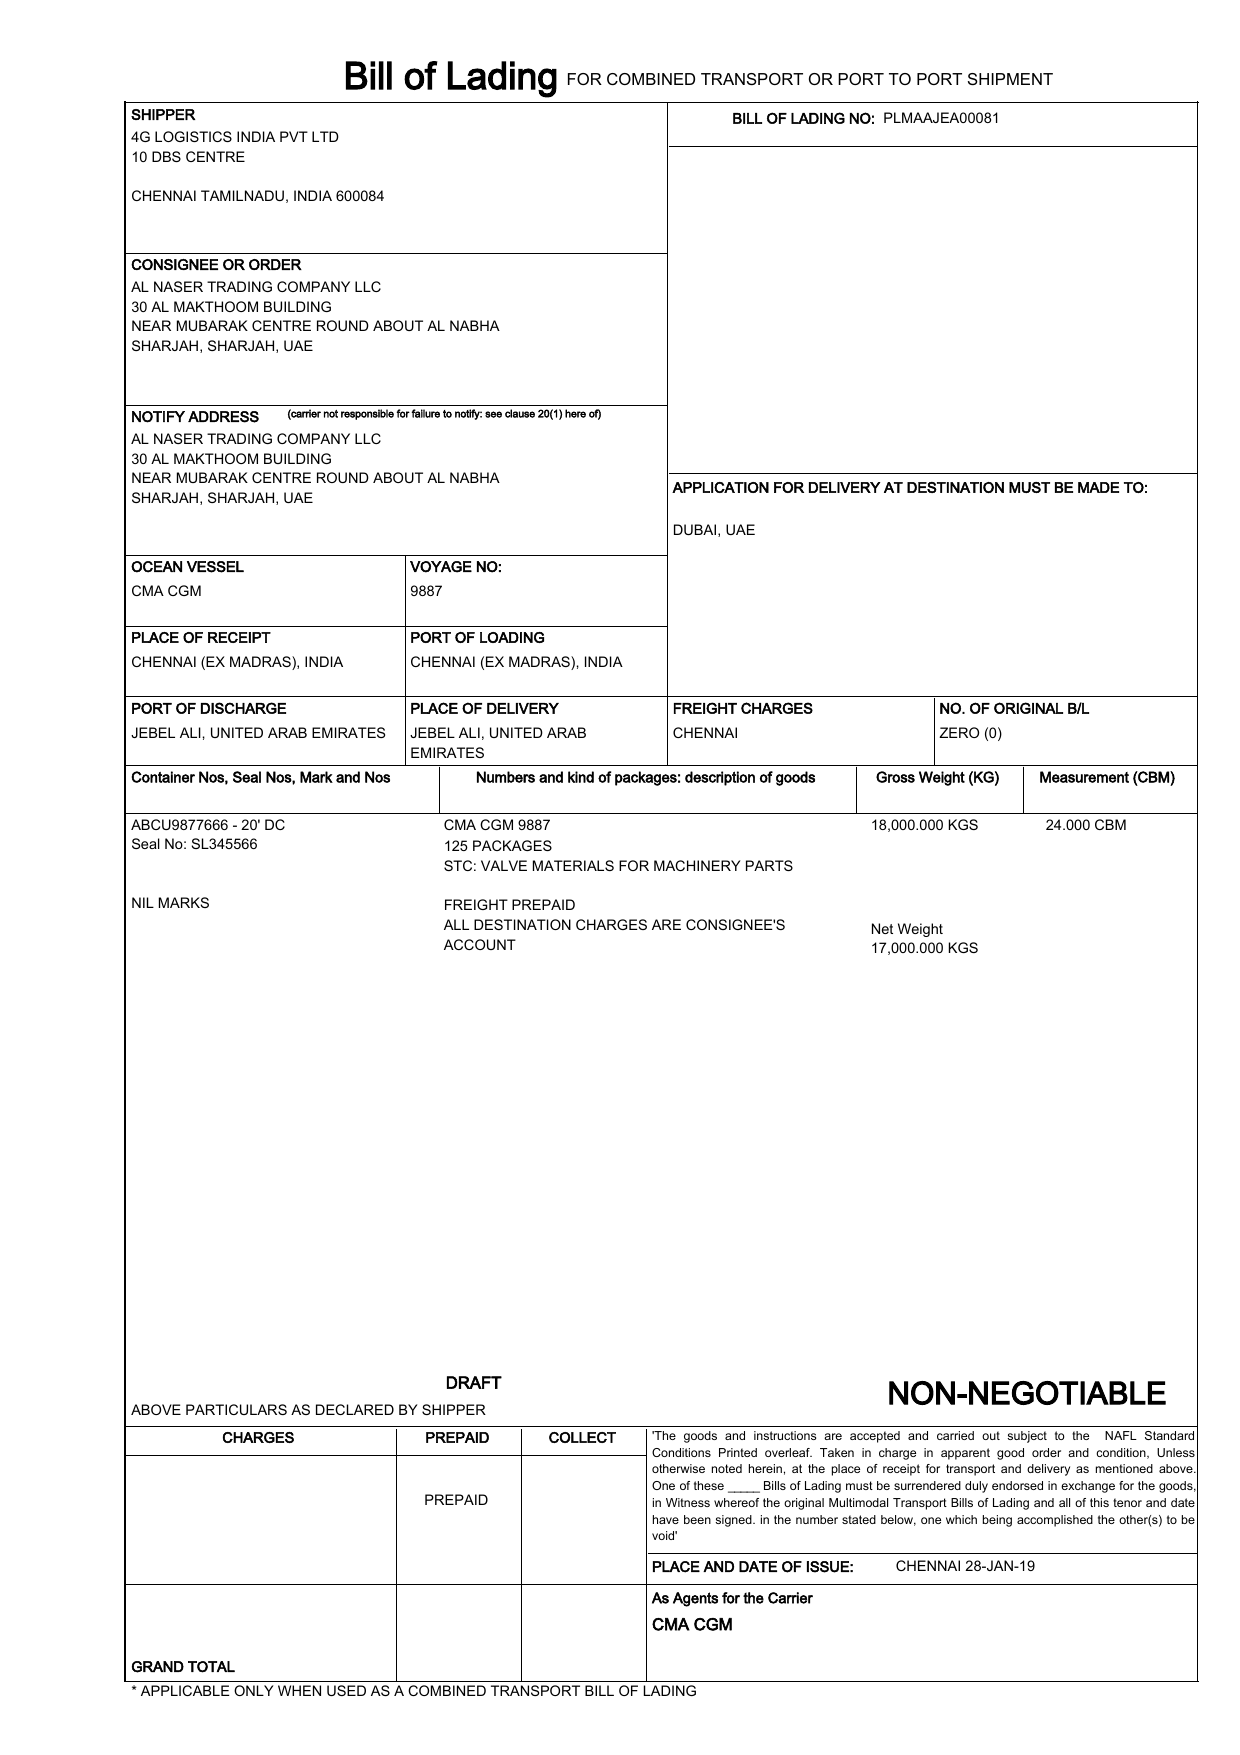 Bill of Lading FOR COMBINED TRANSPORT OR PORT TO PORT SHIPMENT
SHIPPER
4G LOGISTICS INDIA PVT LTD
10 DBS CENTRE
CHENNAI TAMILNADU, INDIA 600084
BILL OF LADING NO: PLMAAJEA00081
CONSIGNEE OR ORDER
AL NASER TRADING COMPANY LLC
30 AL MAKTHOOM BUILDING
NEAR MUBARAK CENTRE ROUND ABOUT AL NABHA
SHARJAH, SHARJAH, UAE
NOTIFY ADDRESS (carrier not responsible for failure to notify: see clause 20(1) here of)
AL NASER TRADING COMPANY LLC
30 AL MAKTHOOM BUILDING
NEAR MUBARAK CENTRE ROUND ABOUT AL NABHA
SHARJAH, SHARJAH, UAE
APPLICATION FOR DELIVERY AT DESTINATION MUST BE MADE TO:
DUBAI, UAE
OCEAN VESSEL
CMA CGM
VOYAGE NO:
9887
PLACE OF RECEIPT
CHENNAI (EX MADRAS), INDIA
PORT OF LOADING
CHENNAI (EX MADRAS), INDIA
PORT OF DISCHARGE
JEBEL ALI, UNITED ARAB EMIRATES
PLACE OF DELIVERY
JEBEL ALI, UNITED ARAB
EMIRATES
FREIGHT CHARGES
CHENNAI
NO. OF ORIGINAL B/L
ZERO (0)
Container Nos, Seal Nos, Mark and Nos
Numbers and kind of packages: description of goods
Gross Weight (KG)
Measurement (CBM)
ABCU9877666 - 20' DC
Seal No: SL345566
NIL MARKS
CMA CGM 9887
125 PACKAGES
STC: VALVE MATERIALS FOR MACHINERY PARTS
FREIGHT PREPAID
ALL DESTINATION CHARGES ARE CONSIGNEE'S
ACCOUNT
18,000.000 KGS
Net Weight
17,000.000 KGS
24.000 CBM
DRAFT
NON-NEGOTIABLE
ABOVE PARTICULARS AS DECLARED BY SHIPPER
CHARGES
PREPAID
COLLECT
PREPAID
GRAND TOTAL
'The goods and instructions are accepted and carried out subject to the NAFL Standard
Conditions Printed overleaf. Taken in charge in apparent good order and condition, Unless
otherwise noted herein, at the place of receipt for transport and delivery as mentioned above.
One of these _____ Bills of Lading must be surrendered duly endorsed in exchange for the goods,
in Witness whereof the original Multimodal Transport Bills of Lading and all of this tenor and date
have been signed. in the number stated below, one which being accomplished the other(s) to be
void'
PLACE AND DATE OF ISSUE: CHENNAI 28-JAN-19
As Agents for the Carrier
CMA CGM
* APPLICABLE ONLY WHEN USED AS A COMBINED TRANSPORT BILL OF LADING